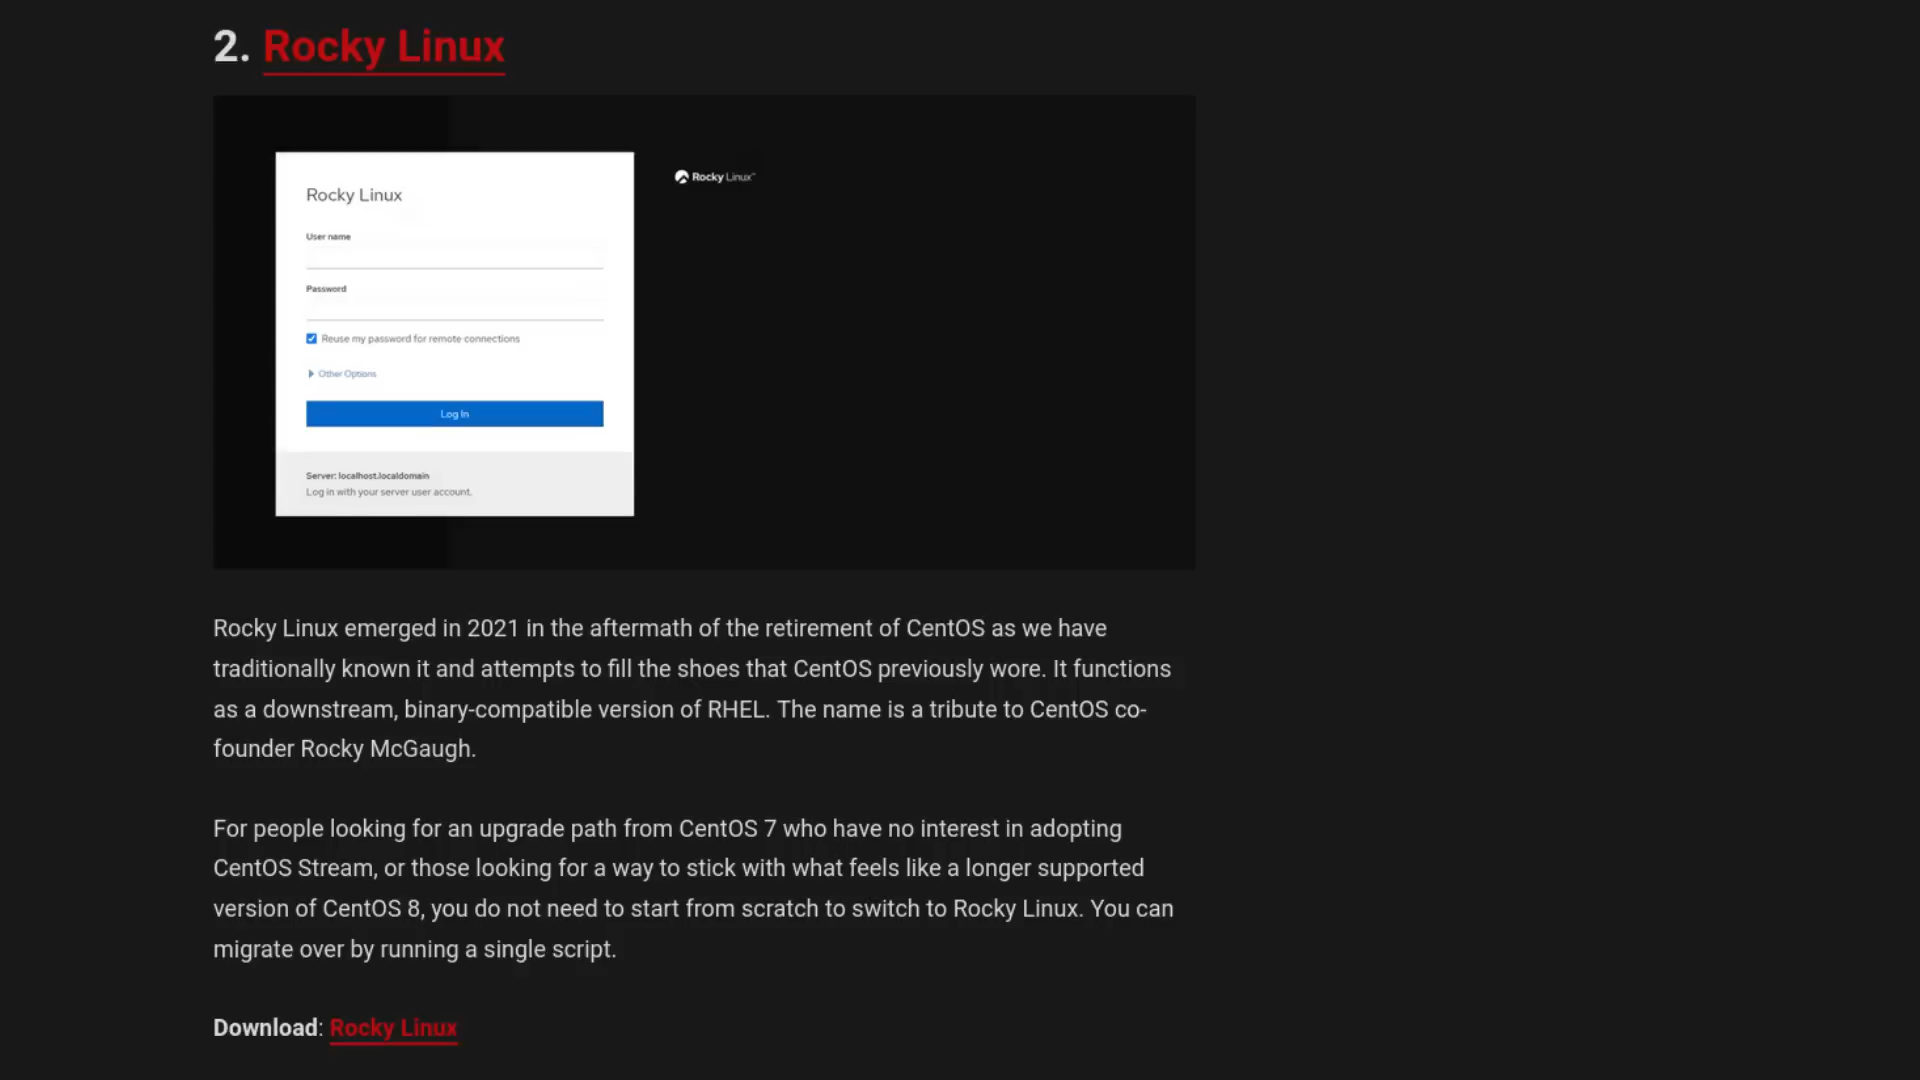 2. Rocky Linux
Rocky Linux
User name
Password
Reuse my password for remote connections
Other Options
Log In
Server: localhost.localdomain
Log in with your server user account.
Rocky Linux™
Rocky Linux emerged in 2021 in the aftermath of the retirement of CentOS as we have
traditionally known it and attempts to fill the shoes that CentOS previously wore. It functions
as a downstream, binary-compatible version of RHEL. The name is a tribute to CentOS co-
founder Rocky McGaugh.
For people looking for an upgrade path from CentOS 7 who have no interest in adopting
CentOS Stream, or those looking for a way to stick with what feels like a longer supported
version of CentOS 8, you do not need to start from scratch to switch to Rocky Linux. You can
migrate over by running a single script.
Download: Rocky Linux